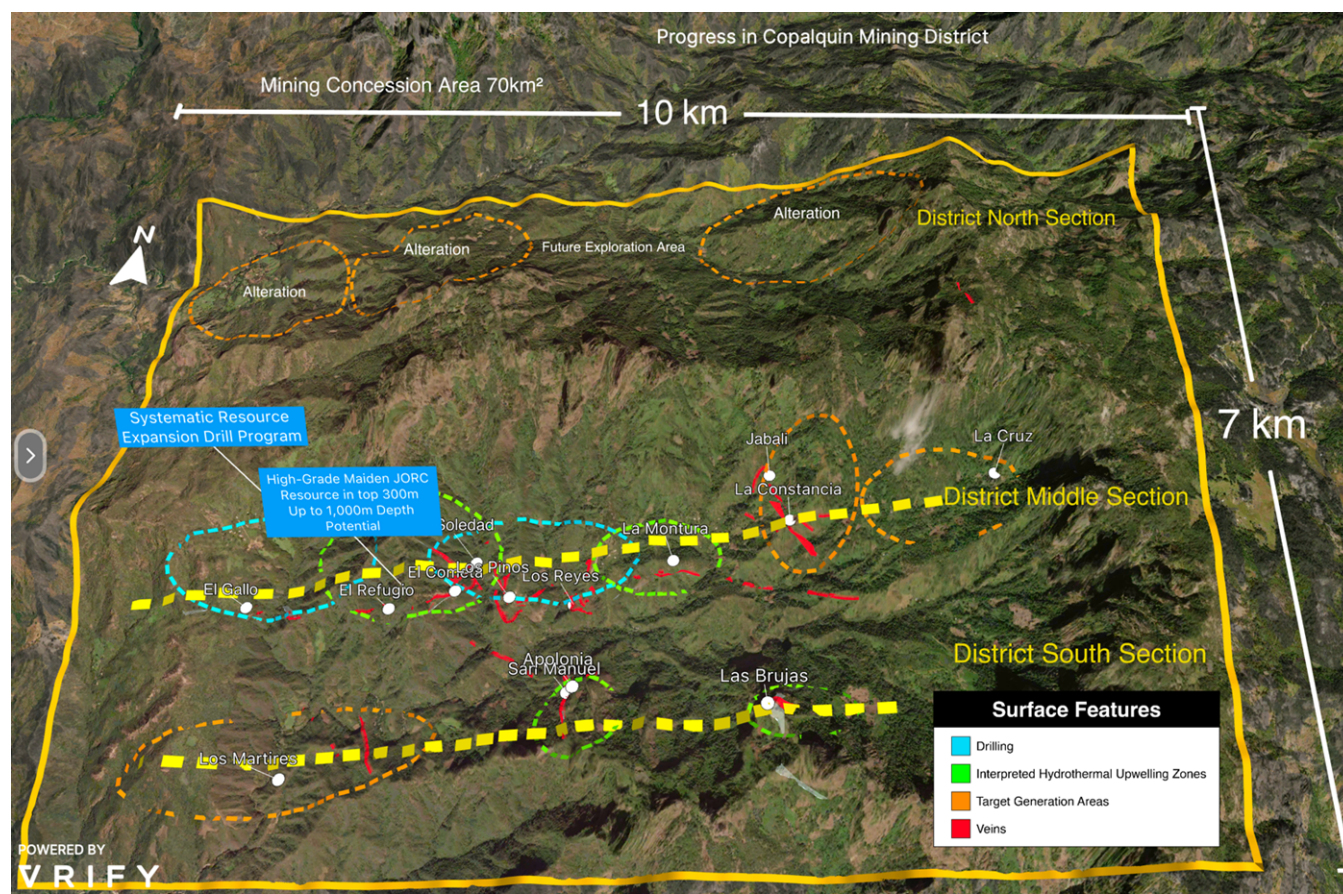 Progress in Copalquin Mining District
Mining Concession Area 70km²
10 km
N
Alteration
Alteration
Alteration
Future Exploration Area
District North Section
7 km
Systematic Resource
Expansion Drill Program
High-Grade Maiden JORC
Resource in top 300m
Up to 1,000m Depth
Potential
Jabali
La Cruz
La Constancia
District Middle Section
Soledad
La Montura
Los Pinos
El Cometa
Los Reyes
El Gallo
El Refugio
District South Section
Apolonia
San Manuel
Las Brujas
Los Martires
Surface Features
Drilling
Interpreted Hydrothermal Upwelling Zones
Target Generation Areas
Veins
POWERED BY
VRIFY